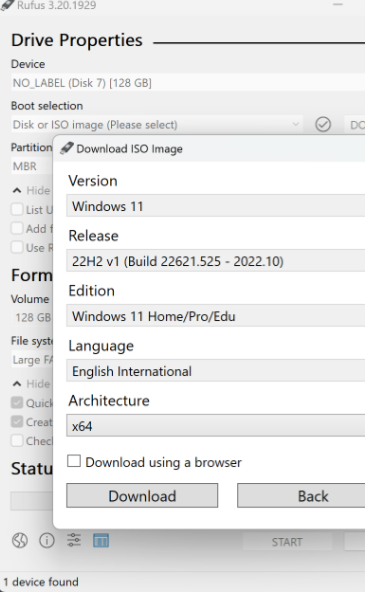 Rufus 3.20.1929
Drive Properties
Device
NO_LABEL (Disk 7) [128 GB]
Boot selection
Disk or ISO image (Please select)
Partition
MBR
Hide
List U
Add f
Use R
Form
Volume
128 GB
File syste
Large FA
Hide
Quick
Creat
Chec
Statu
Download ISO Image
Version
Windows 11
Release
22H2 v1 (Build 22621.525 - 2022.10)
Edition
Windows 11 Home/Pro/Edu
Language
English International
Architecture
x64
Download using a browser
Download Back
START
1 device found